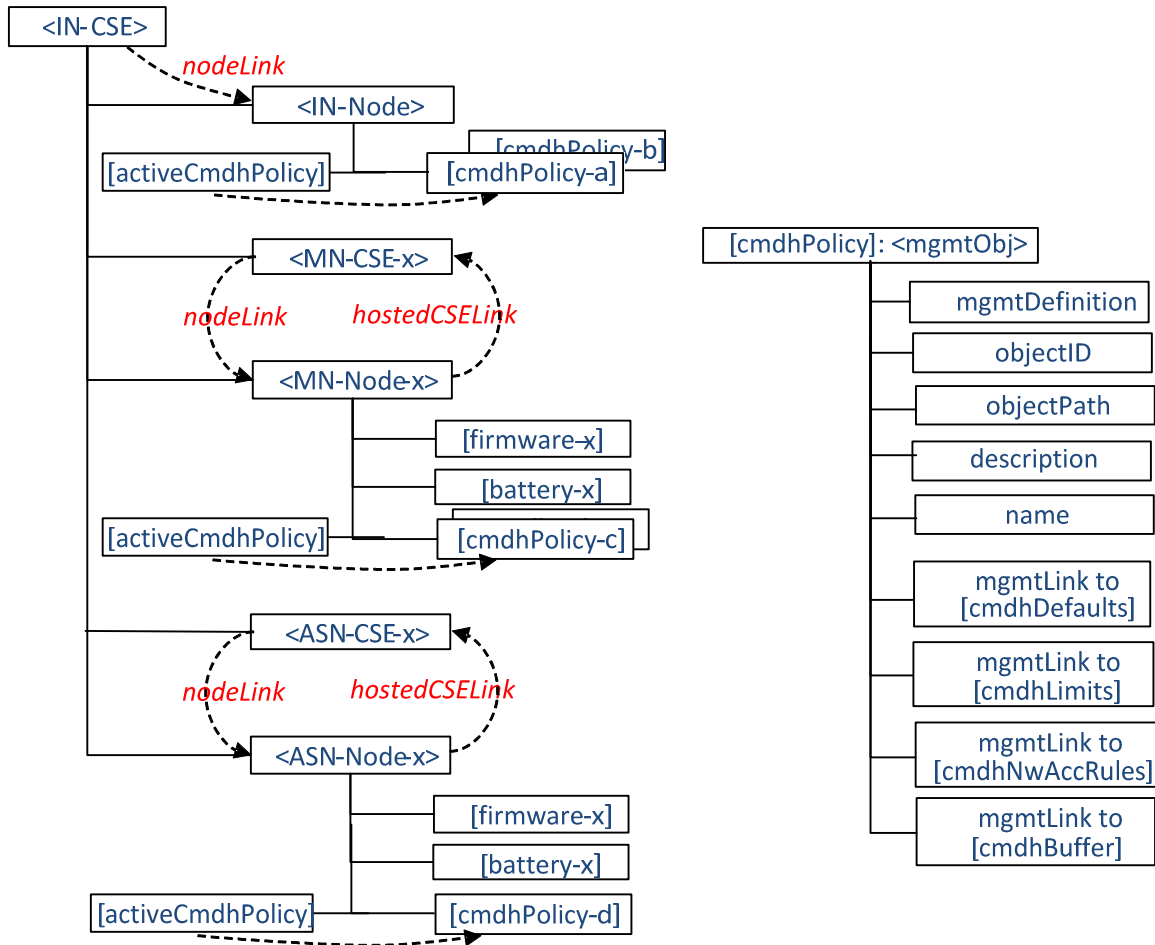 <IN-CSE>
nodeLink
<IN-Node>
[cmdhPolicy-b]
[activeCmdhPolicy]
[cmdhPolicy-a]
<MN-CSE-x>
nodeLink
hostedCSELink
<MN-Node-x>
[firmware-x]
[battery-x]
[activeCmdhPolicy]
[cmdhPolicy-c]
<ASN-CSE-x>
nodeLink
hostedCSELink
<ASN-Node-x>
[firmware-x]
[battery-x]
[activeCmdhPolicy]
[cmdhPolicy-d]
[cmdhPolicy]: <mgmtObj>
mgmtDefinition
objectID
objectPath
description
name
mgmtLink to
[cmdhDefaults]
mgmtLink to
[cmdhLimits]
mgmtLink to
[cmdhNwAccRules]
mgmtLink to
[cmdhBuffer]